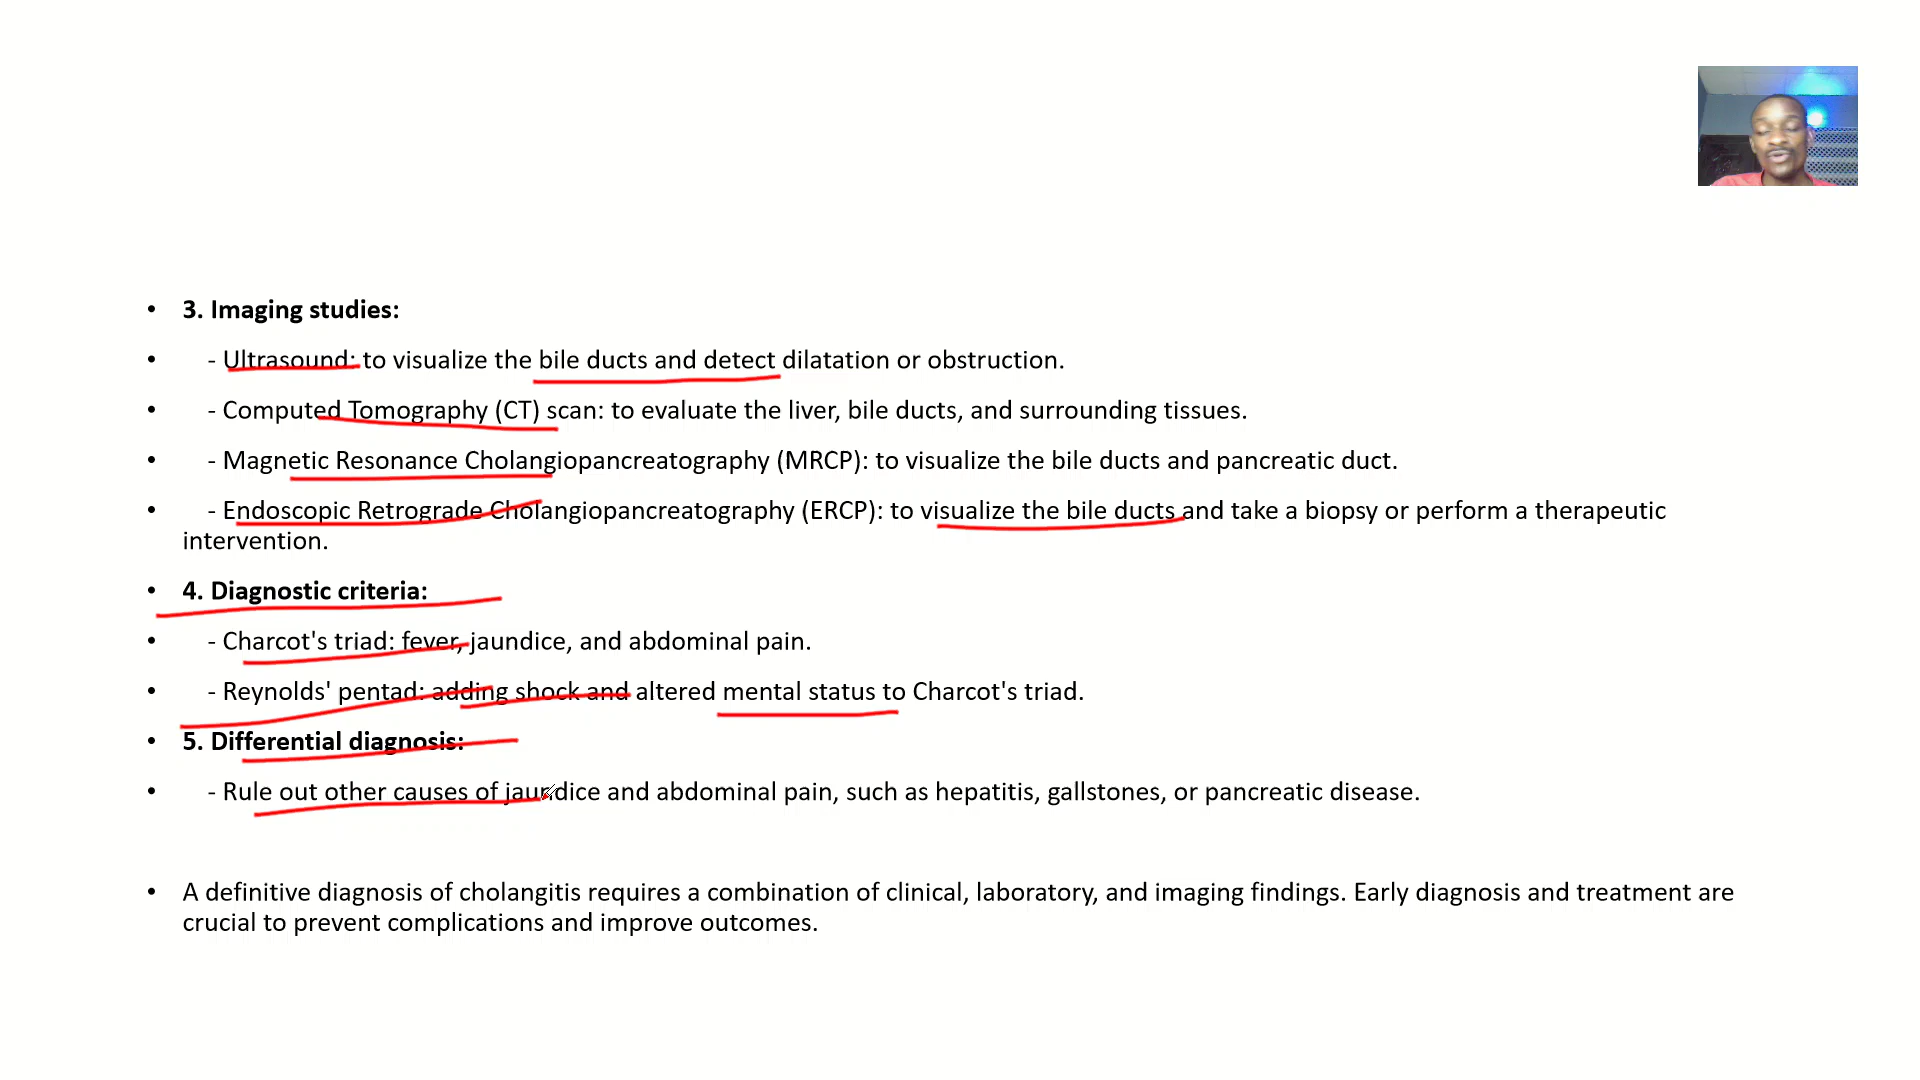 • 3. Imaging studies:
• - Ultrasound: to visualize the bile ducts and detect dilatation or obstruction.
• - Computed Tomography (CT) scan: to evaluate the liver, bile ducts, and surrounding tissues.
• - Magnetic Resonance Cholangiopancreatography (MRCP): to visualize the bile ducts and pancreatic duct.
• - Endoscopic Retrograde Cholangiopancreatography (ERCP): to visualize the bile ducts and take a biopsy or perform a therapeutic
intervention.
• 4. Diagnostic criteria:
• - Charcot's triad: fever, jaundice, and abdominal pain.
• - Reynolds' pentad: adding shock and altered mental status to Charcot's triad.
• 5. Differential diagnosis:
• - Rule out other causes of jaundice and abdominal pain, such as hepatitis, gallstones, or pancreatic disease.
• A definitive diagnosis of cholangitis requires a combination of clinical, laboratory, and imaging findings. Early diagnosis and treatment are
crucial to prevent complications and improve outcomes.